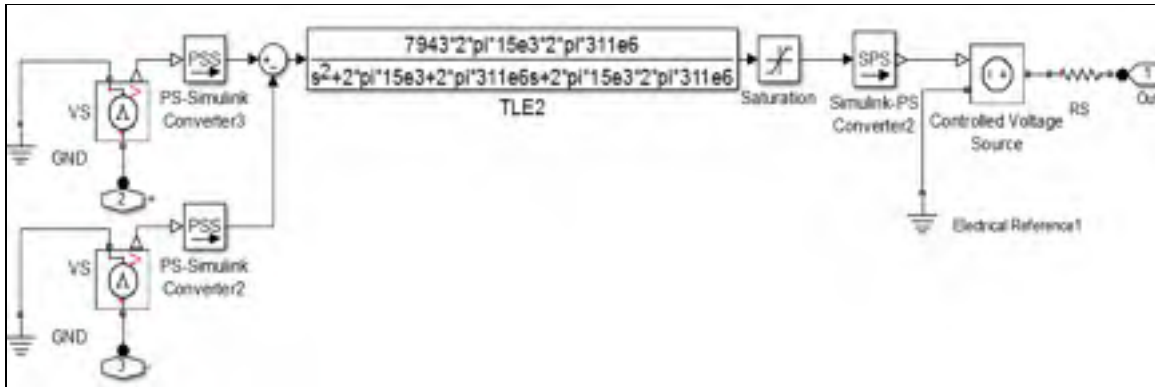 7943*2*pi*15e3*2*pi*311e6
s2+2*pi*15e3+2*pi*311e6s+2*pi*15e3*2*pi*311e6
TLE2
PSS
PS-Simulink
Converter3
VS
GND
2
+
-
Saturation
SPS
Simulink-PS
Converter2
Controlled Voltage
Source
RS
1
Out
Electrical Reference1
PSS
PS-Simulink
Converter2
VS
GND
3